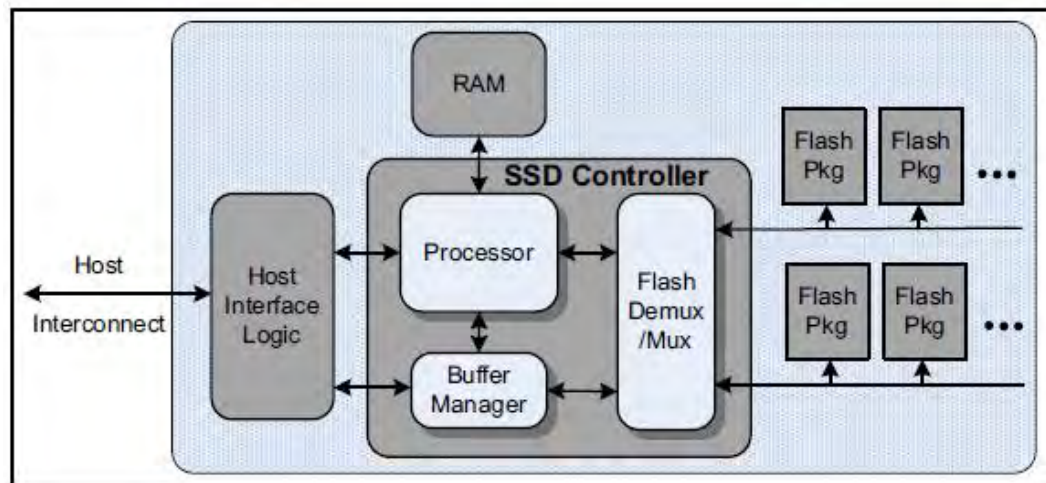 RAM
SSD Controller
Flash
Pkg
Flash
Pkg
...
Processor
Host
Interconnect
Host
Interface
Logic
Flash
Demux
/Mux
Buffer
Manager
Flash
Pkg
Flash
Pkg
...